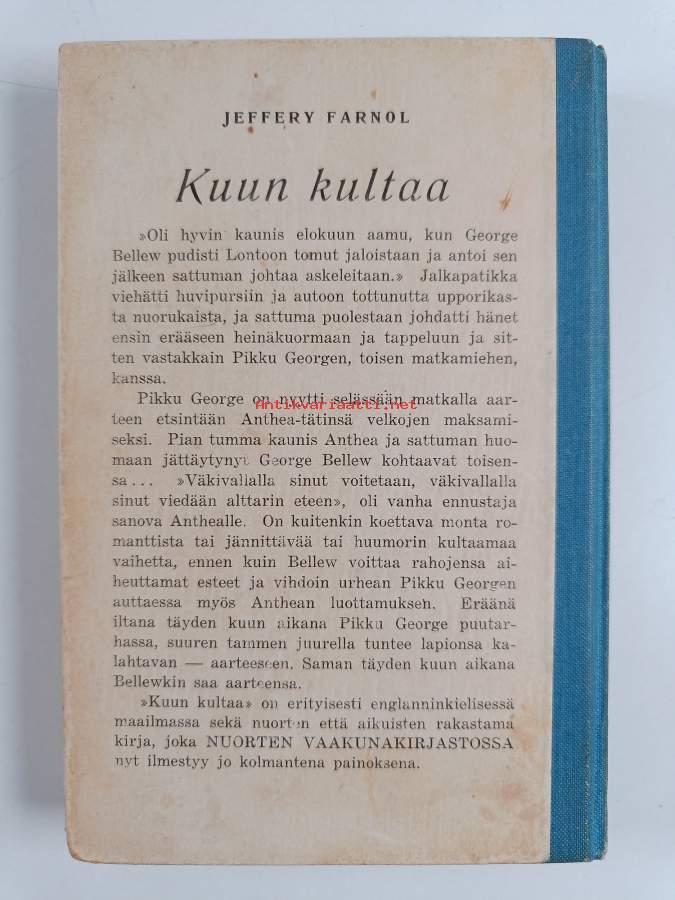 JEFFERY FARNOL
Kuun kultaa
»Oli hyvin kaunis elokuun aamu, kun George
Bellew pudisti Lontoon tomut jaloistaan ja antoi sen
jälkeen sattuman johtaa askeleitaan.» Jalkapatikka
viehätti huvipursiin ja autoon tottunutta upporikas-
ta nuorukaista, ja sattuma puolestaan johdatti hänet
ensin erääseen heinäkuormaan ja tappeluun ja sit-
ten vastakkain Pikku Georgen, toisen matkamiehen,
kanssa.
Pikku George on nyytti selässään matkalla aar-
Antikvariaatti.net
teen etsintään Anthea-tätinsä velkojen maksami-
seksi. Pian tumma kaunis Anthea ja sattuman huo-
maan jättäytynyt George Bellew kohtaavat toisen-
sa... »Väkivallalla sinut voitetaan, väkivallalla
sinut viedään alttarin eteen», oli vanha ennustaja
sanova Anthealle. On kuitenkin koettava monta ro-
manttista tai jännittävää tai huumorin kultaamaa
vaihetta, ennen kuin Bellew voittaa rahojensa ai-
heuttamat esteet ja vihdoin urhean Pikku Georgen
auttaessa myös Anthean luottamuksen. Eräänä
iltana täyden kuun aikana Pikku George puutar-
hassa, suuren tammen juurella tuntee lapionsa ka-
lahtavan — aarteeseen. Saman täyden kuun aikana
Bellewkin saa aarteensa.
»Kuun kultaa» on erityisesti englanninkielisessä
maailmassa sekä nuorten että aikuisten rakastama
kirja, joka NUORTEN VAAKUNAKIRJASTOSSA
nyt ilmestyy jo kolmantena painoksena.